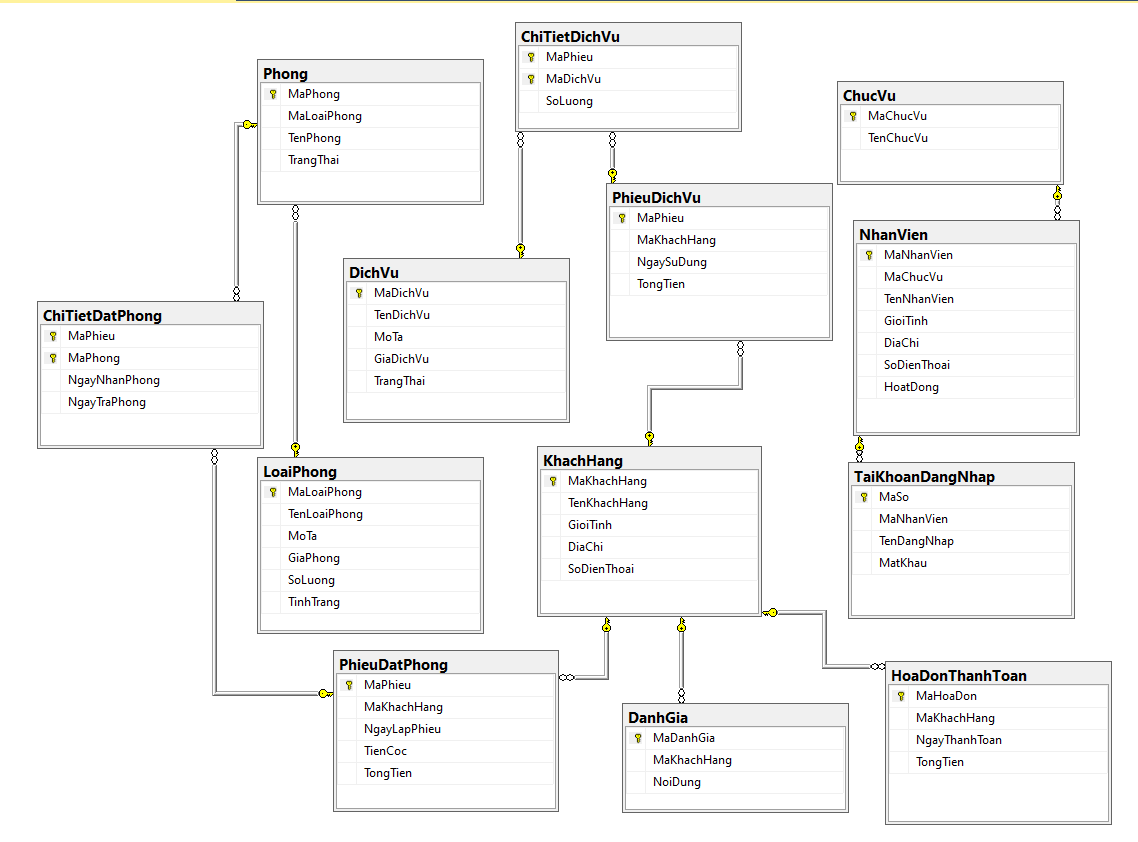 ChiTietDichVu
MaPhieu
MaDichVu
SoLuong
Phong
MaPhong
MaLoaiPhong
TenPhong
TrangThai
ChucVu
MaChucVu
TenChucVu
PhieuDichVu
MaPhieu
MaKhachHang
NgaySuDung
TongTien
NhanVien
MaNhanVien
MaChucVu
TenNhanVien
GioiTinh
DiaChi
SoDienThoai
HoatDong
DichVu
MaDichVu
TenDichVu
MoTa
GiaDichVu
TrangThai
ChiTietDatPhong
MaPhieu
MaPhong
NgayNhanPhong
NgayTraPhong
LoaiPhong
MaLoaiPhong
TenLoaiPhong
MoTa
GiaPhong
SoLuong
TinhTrang
KhachHang
MaKhachHang
TenKhachHang
GioiTinh
DiaChi
SoDienThoai
TaiKhoanDangNhap
MaSo
MaNhanVien
TenDangNhap
MatKhau
PhieuDatPhong
MaPhieu
MaKhachHang
NgayLapPhieu
TienCoc
TongTien
DanhGia
MaDanhGia
MaKhachHang
NoiDung
HoaDonThanhToan
MaHoaDon
MaKhachHang
NgayThanhToan
TongTien